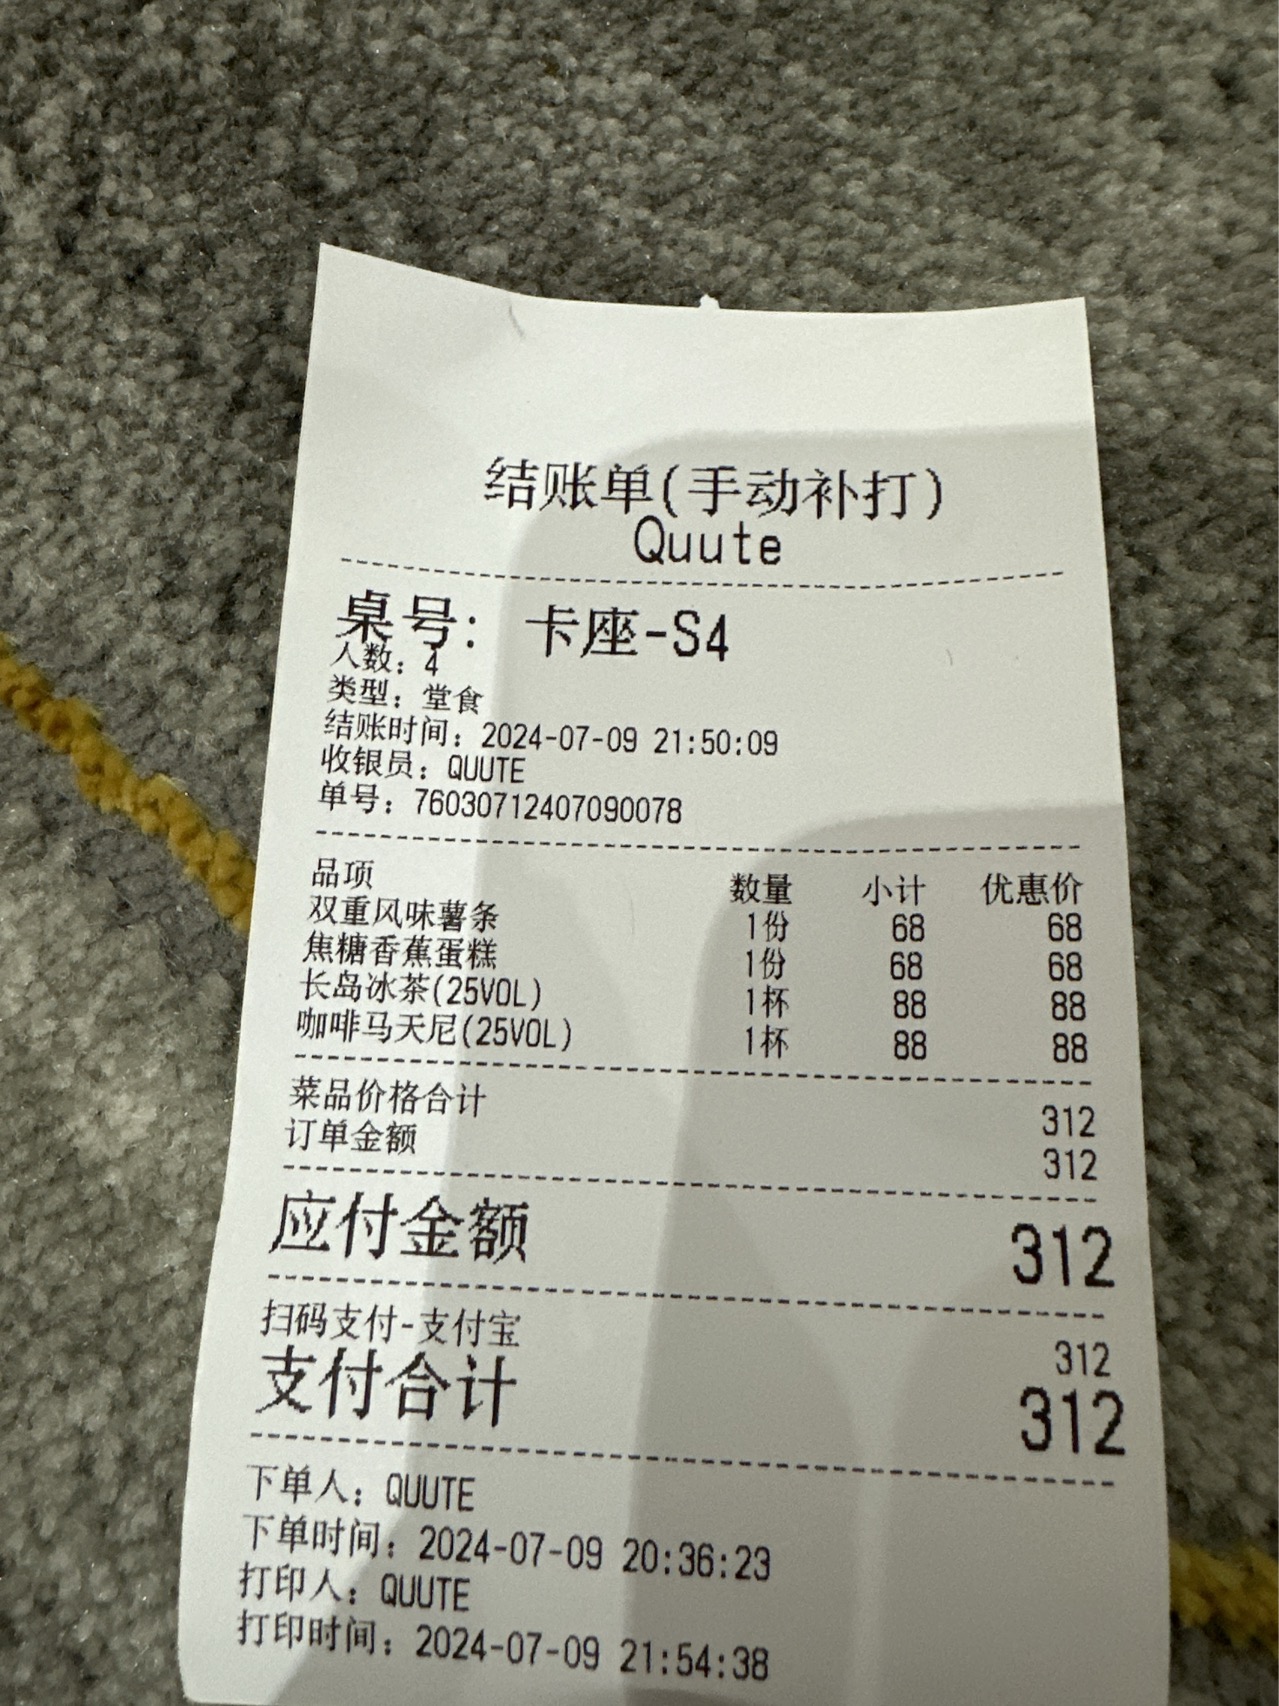 结账单(手动补打)
Quute
桌号: 卡座-S4
人数: 4
类型: 堂食
结账时间: 2024-07-09 21:50:09
收银员: QUUTE
单号: 76030712407090078
品项 数量 小计 优惠价
双重风味薯条 1份 68 68
焦糖香蕉蛋糕 1份 68 68
长岛冰茶(25VOL) 1杯 88 88
咖啡马天尼(25VOL) 1杯 88 88
菜品价格合计 312
订单金额 312
应付金额 312
扫码支付-支付宝 312
支付合计 312
下单人: QUUTE
下单时间: 2024-07-09 20:36:23
打印人: QUUTE
打印时间: 2024-07-09 21:54:38